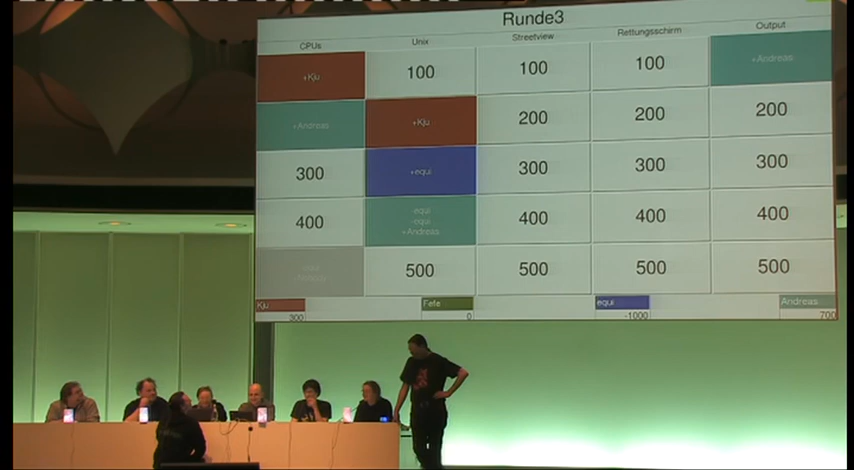 Runde3
CPUs Unix Streetview Rettungsschirm Output
+Kju 100 100 100 +Andreas
+Andreas +Kju 200 200 200
300 +equi 300 300 300
400 -equi 400 400 400
-equi
+Andreas
500 500 500 500
Kju Fefe equi Andreas
300 0 -1000 700